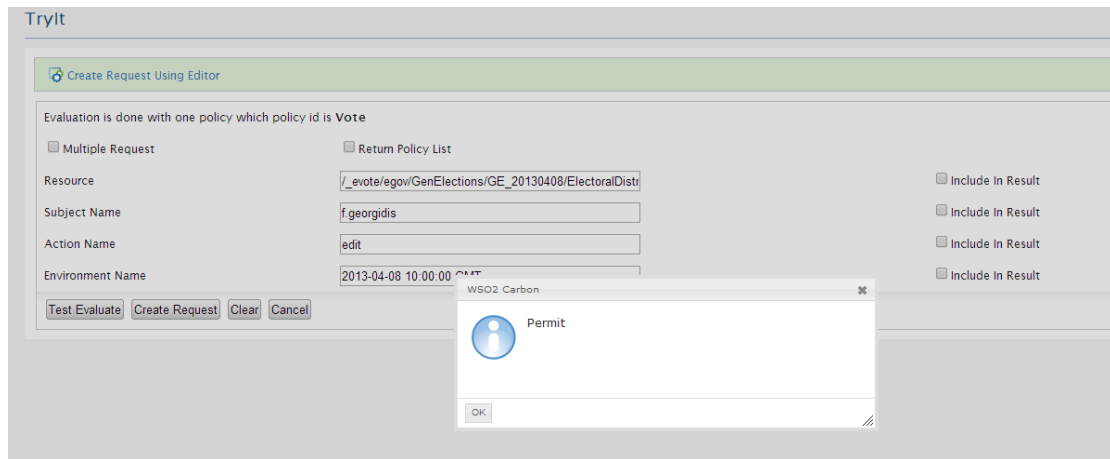 TryIt
Create Request Using Editor
Evaluation is done with one policy which policy id is Vote
Multiple Request Return Policy List
Resource /_evote/egov/GenElections/GE_20130408/ElectoralDistr Include In Result
Subject Name f.georgidis Include In Result
Action Name edit Include In Result
Environment Name 2013-04-08 10:00:00 GMT Include In Result
WSO2 Carbon
Test Evaluate Create Request Clear Cancel
Permit
OK